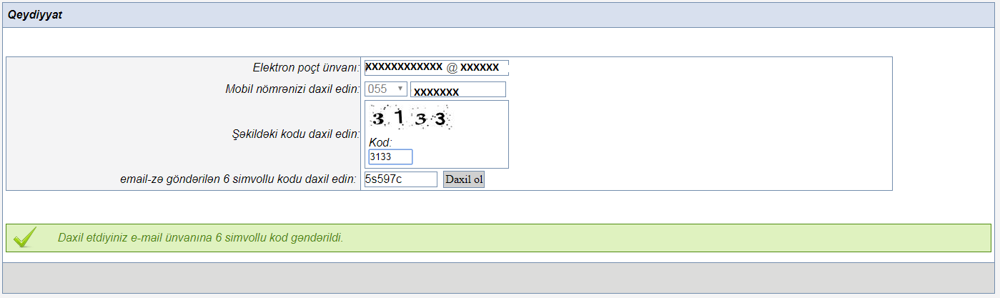 Qeydiyyat
Elektron poçt ünvanı: XXXXXXXXXXXX @ XXXXXX
Mobil nömrənizi daxil edin: 055 XXXXXXX
3133
Şəkildəki kodu daxil edin:
Kod:
3133
email-zə göndərilən 6 simvollu kodu daxil edin: 5s597c Daxil ol
Daxil etdiyiniz e-mail ünvanına 6 simvollu kod gəndərildi.